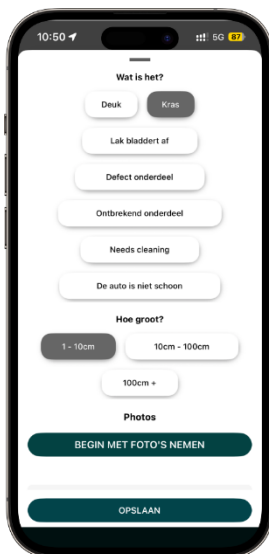 10:50 5G 87
Wat is het?
Deuk Kras
Lak bladdert af
Defect onderdeel
Ontbrekend onderdeel
Needs cleaning
De auto is niet schoon
Hoe groot?
1 - 10cm 10cm - 100cm
100cm +
Photos
BEGIN MET FOTO'S NEMEN
OPSLAAN